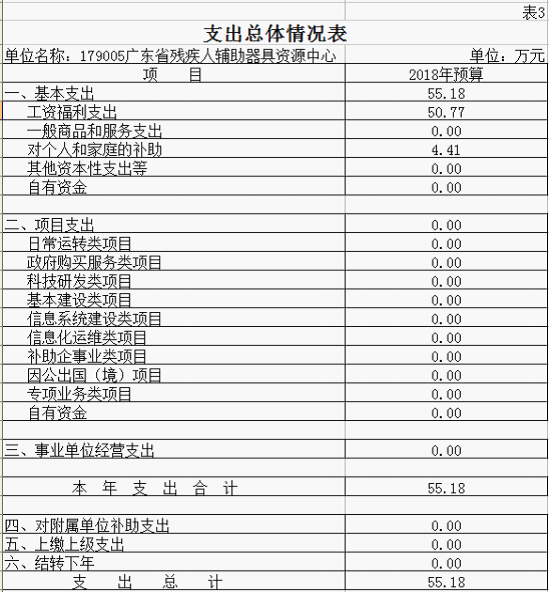 表3
支出总体情况表
单位名称：179005广东省残疾人辅助器具资源中心 单位：万元
项 目 2018年预算
一、基本支出 55.18
工资福利支出 50.77
一般商品和服务支出 0.00
对个人和家庭的补助 4.41
其他资本性支出等 0.00
自有资金 0.00
二、项目支出 0.00
日常运转类项目 0.00
政府购买服务类项目 0.00
科技研发类项目 0.00
基本建设类项目 0.00
信息系统建设类项目 0.00
信息化运维类项目 0.00
补助企事业类项目 0.00
因公出国（境）项目 0.00
专项业务类项目 0.00
自有资金 0.00
三、事业单位经营支出 0.00
本 年 支 出 合 计 55.18
四、对附属单位补助支出 0.00
五、上缴上级支出 0.00
六、结转下年 0.00
支 出 总 计 55.18